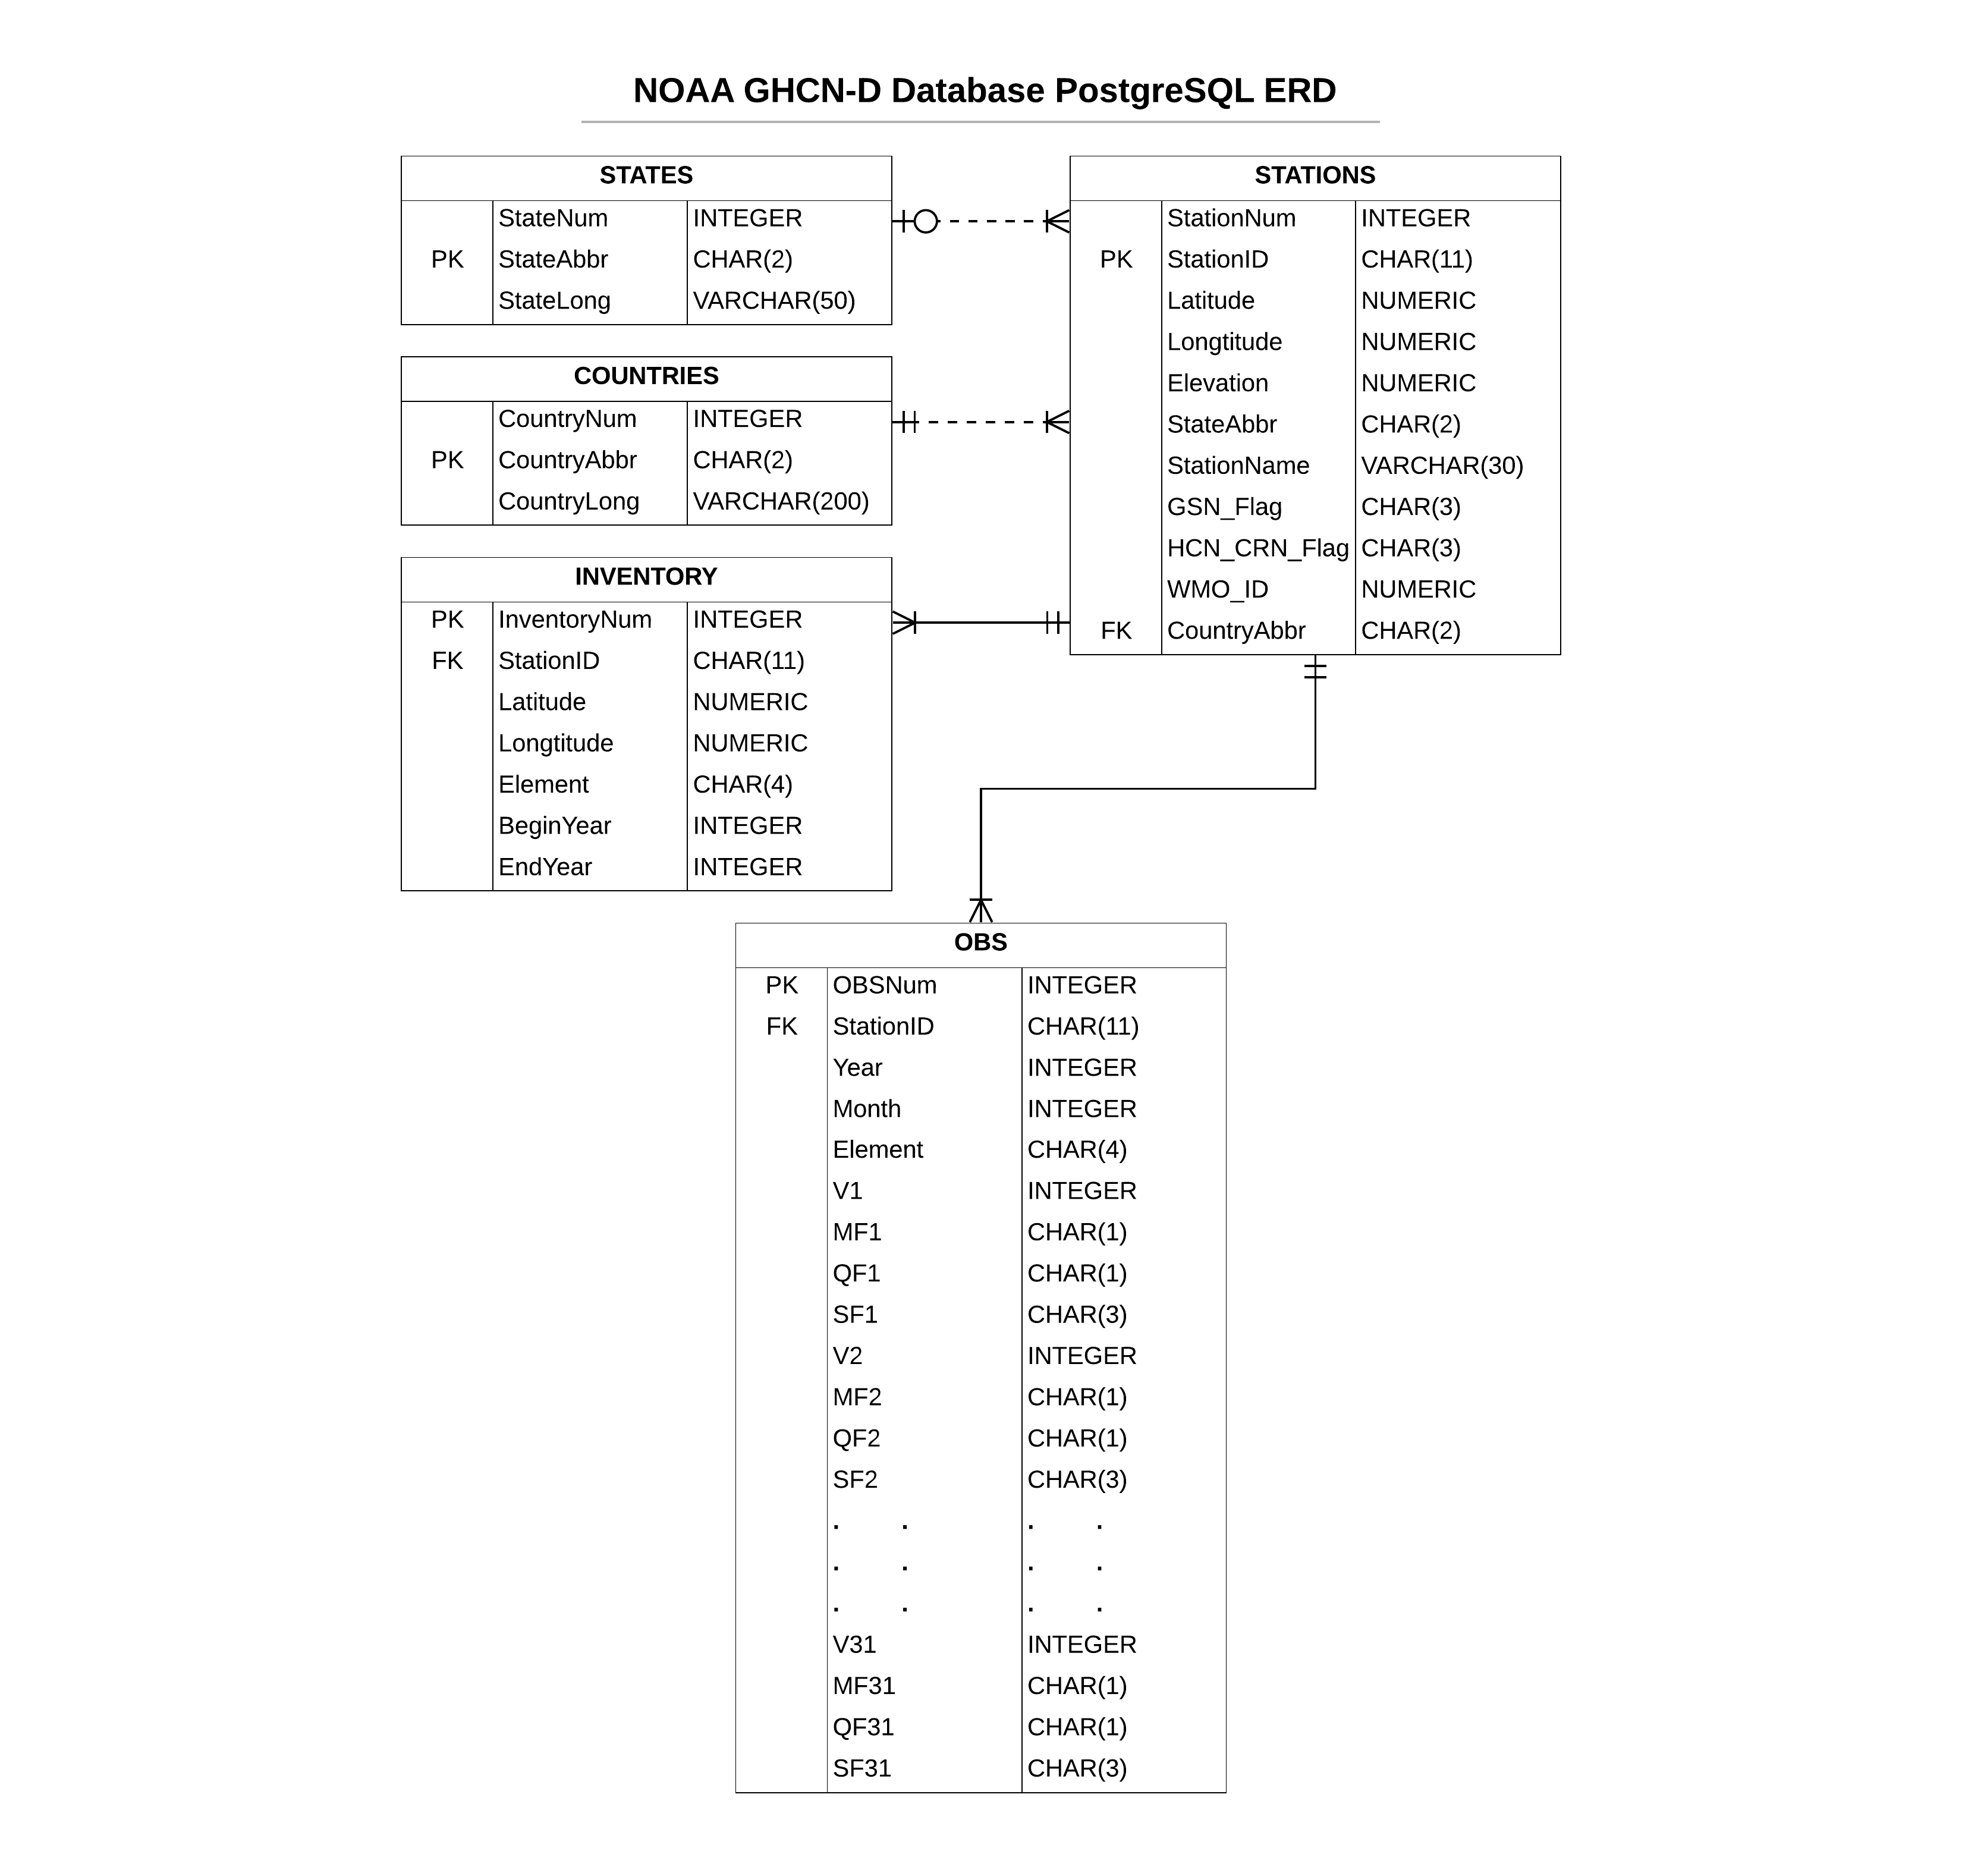 NOAA GHCN-D Database PostgreSQL ERD
STATES
StateNum INTEGER
PK StateAbbr CHAR(2)
StateLong VARCHAR(50)
COUNTRIES
CountryNum INTEGER
PK CountryAbbr CHAR(2)
CountryLong VARCHAR(200)
INVENTORY
PK InventoryNum INTEGER
FK StationID CHAR(11)
Latitude NUMERIC
Longtitude NUMERIC
Element CHAR(4)
BeginYear INTEGER
EndYear INTEGER
STATIONS
StationNum INTEGER
PK StationID CHAR(11)
Latitude NUMERIC
Longtitude NUMERIC
Elevation NUMERIC
StateAbbr CHAR(2)
StationName VARCHAR(30)
GSN_Flag CHAR(3)
HCN_CRN_Flag CHAR(3)
WMO_ID NUMERIC
FK CountryAbbr CHAR(2)
OBS
PK OBSNum INTEGER
FK StationID CHAR(11)
Year INTEGER
Month INTEGER
Element CHAR(4)
V1 INTEGER
MF1 CHAR(1)
QF1 CHAR(1)
SF1 CHAR(3)
V2 INTEGER
MF2 CHAR(1)
QF2 CHAR(1)
SF2 CHAR(3)
. . . .
. . . .
. . . .
V31 INTEGER
MF31 CHAR(1)
QF31 CHAR(1)
SF31 CHAR(3)